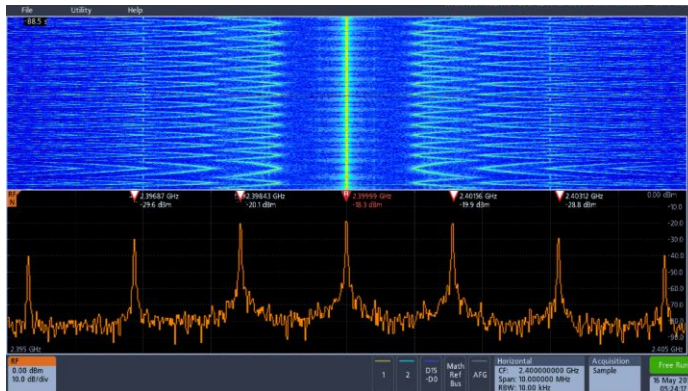 File Utility Help
-88.5 s
2.39687 GHz
-29.6 dBm
2.39843 GHz
-20.1 dBm
R
2.39999 GHz
-18.3 dBm
2.40156 GHz
-19.9 dBm
2.40312 GHz
-28.8 dBm
0.00 dBm
-10.0
-20.0
-30.0
-40.0
-50.0
-60.0
-70.0
-80.0
-90.0
2.395 GHz
2.405 GHz
RF
0.00 dBm
10.0 dB/div
1
2
D15
-D0
Math
Ref
Bus
AFG
Horizontal
CF: 2.400000000 GHz
Span: 10.000000 MHz
RBW: 10.00 kHz
Acquisition
Sample
Free Run
16 May 20